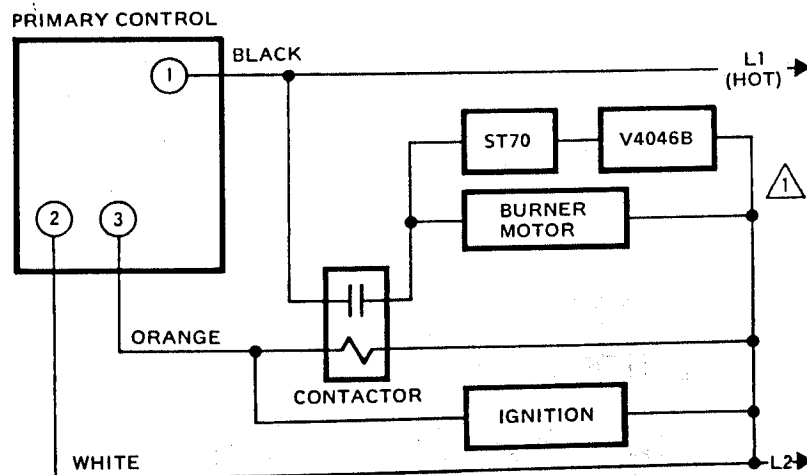 PRIMARY CONTROL
1
BLACK
L1
(HOT)
ST70
V4046B
1
2
3
BURNER
MOTOR
ORANGE
CONTACTOR
IGNITION
WHITE
L2